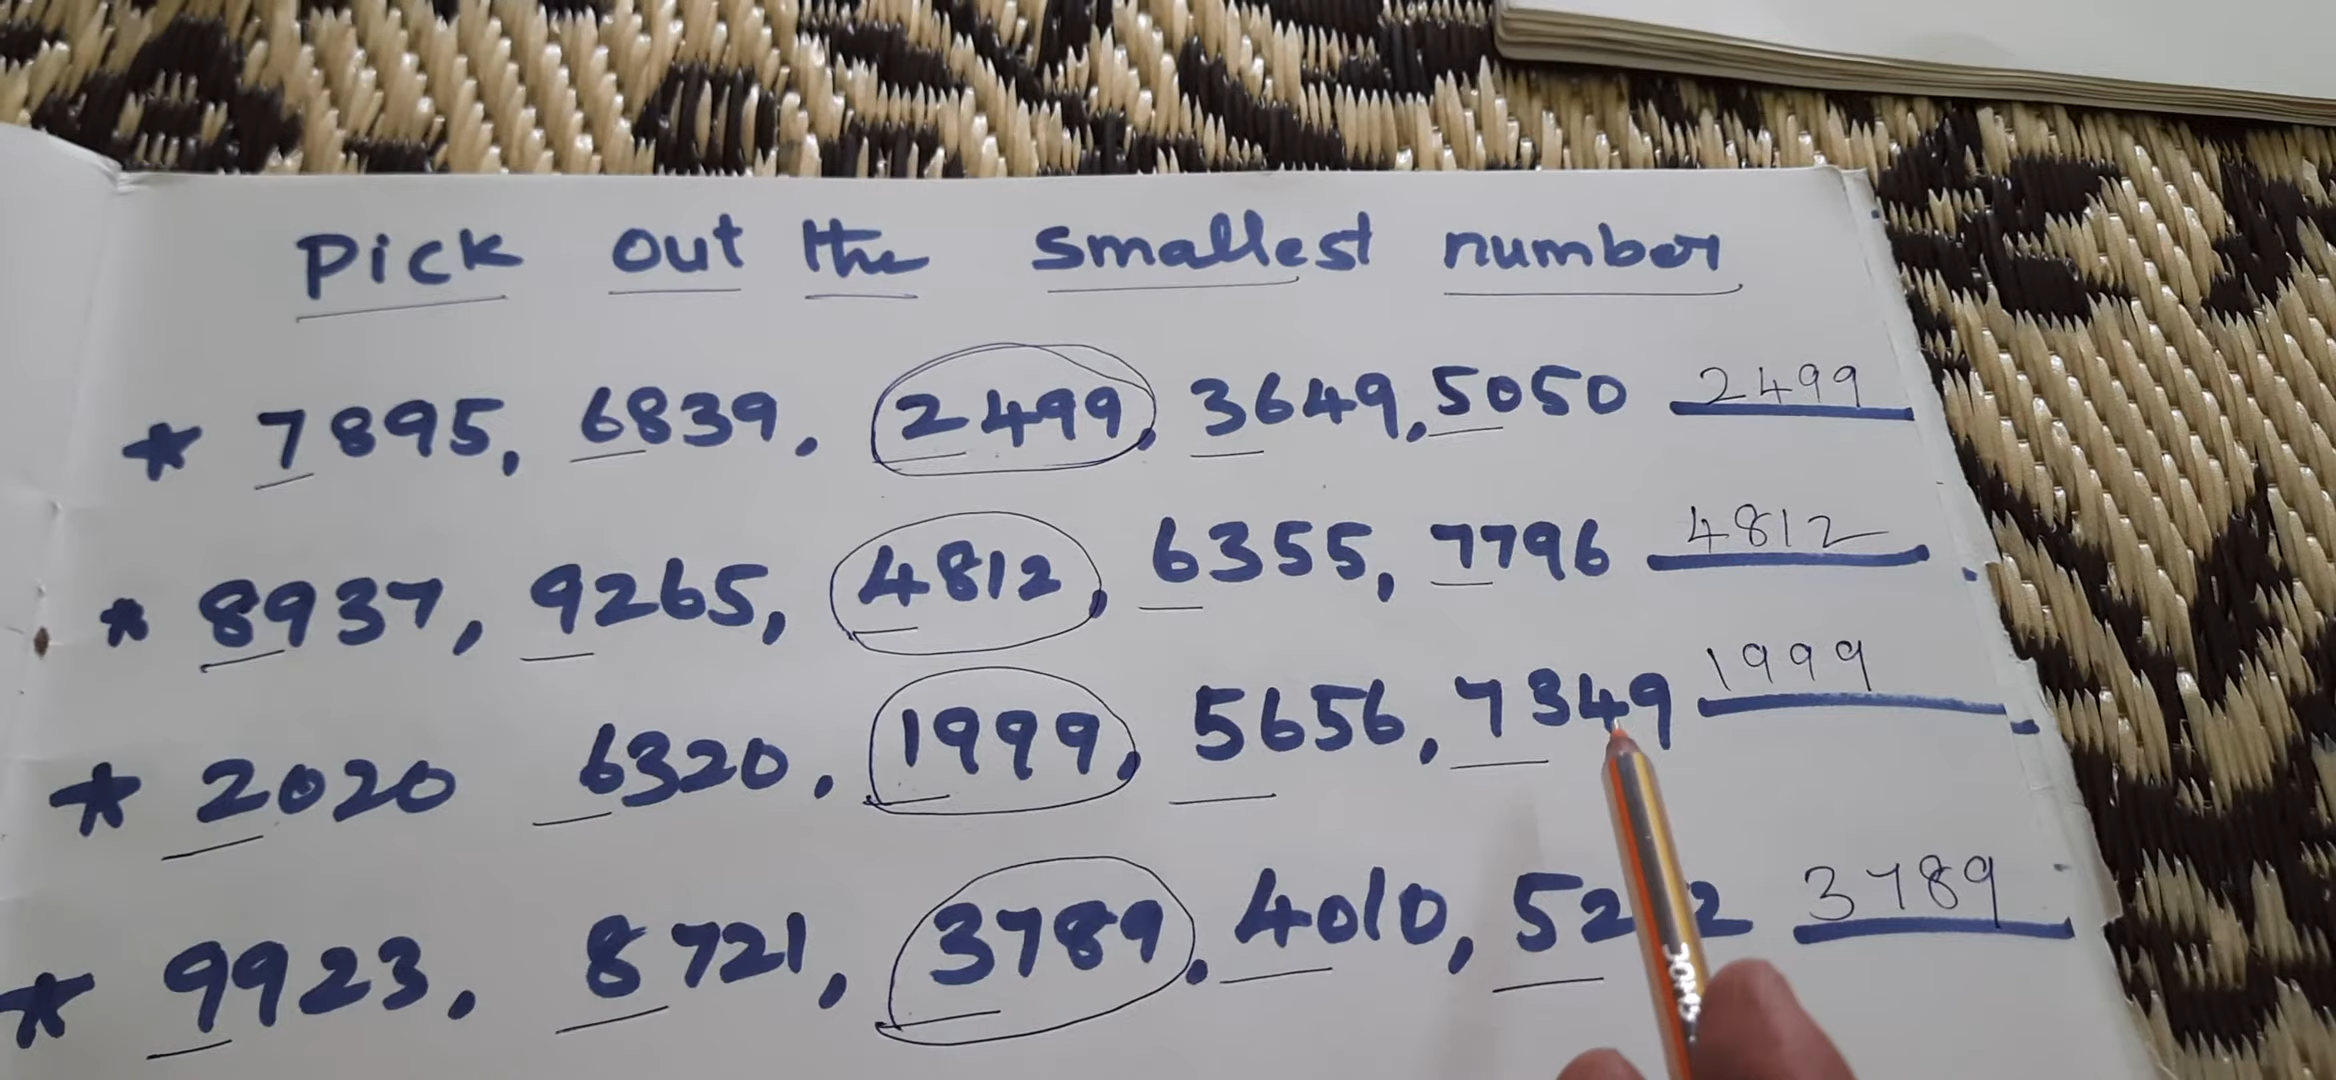 Pick out the smallest number
* 7895, 6839, 2499, 3649, 5050 2499
* 8937, 9265, 4812, 6355, 7796 4812
* 2020 6320, 1999, 5656, 7349 1999
* 9923, 8721, 3789, 4010, 3789